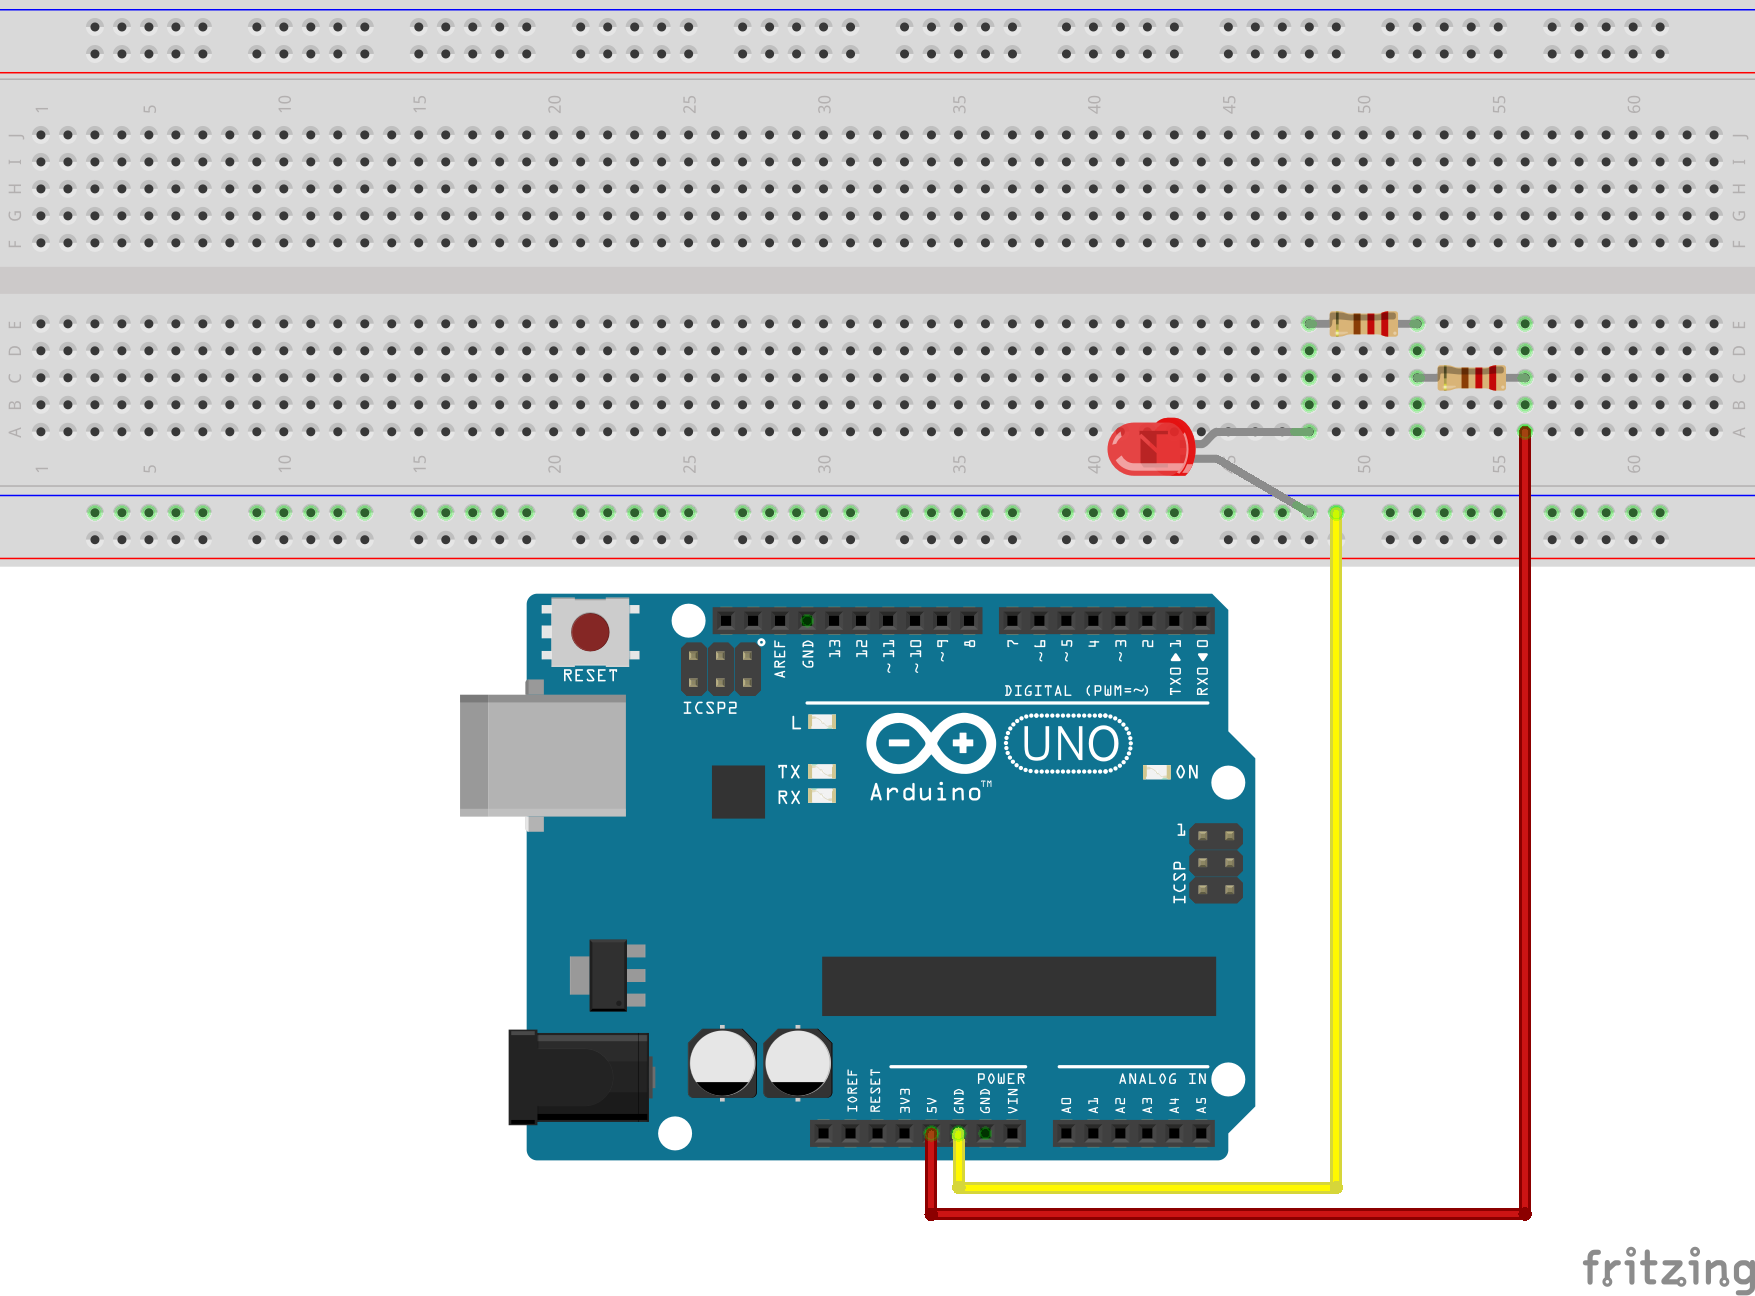 1 5 10 15 20 25 30 35 40 45 50 55 60
J J
I I
H H
G G
F F
E E
D D
C C
B B
A A
1 5 10 15 20 25 30 35 40 50 55 60
RESET
ICSP2
AREF GND 13 12 ~11 ~10 ~9 8 7 ~6 ~5 4 ~3 2 TX0▶1 RX0◀0
DIGITAL (PWM=~)
L
TX
RX
UNO
Arduino™
ON
1
ICSP
POWER
ANALOG IN
IOREF RESET 3V3 5V GND GND VIN A0 A1 A2 A3 A4 A5
fritzing